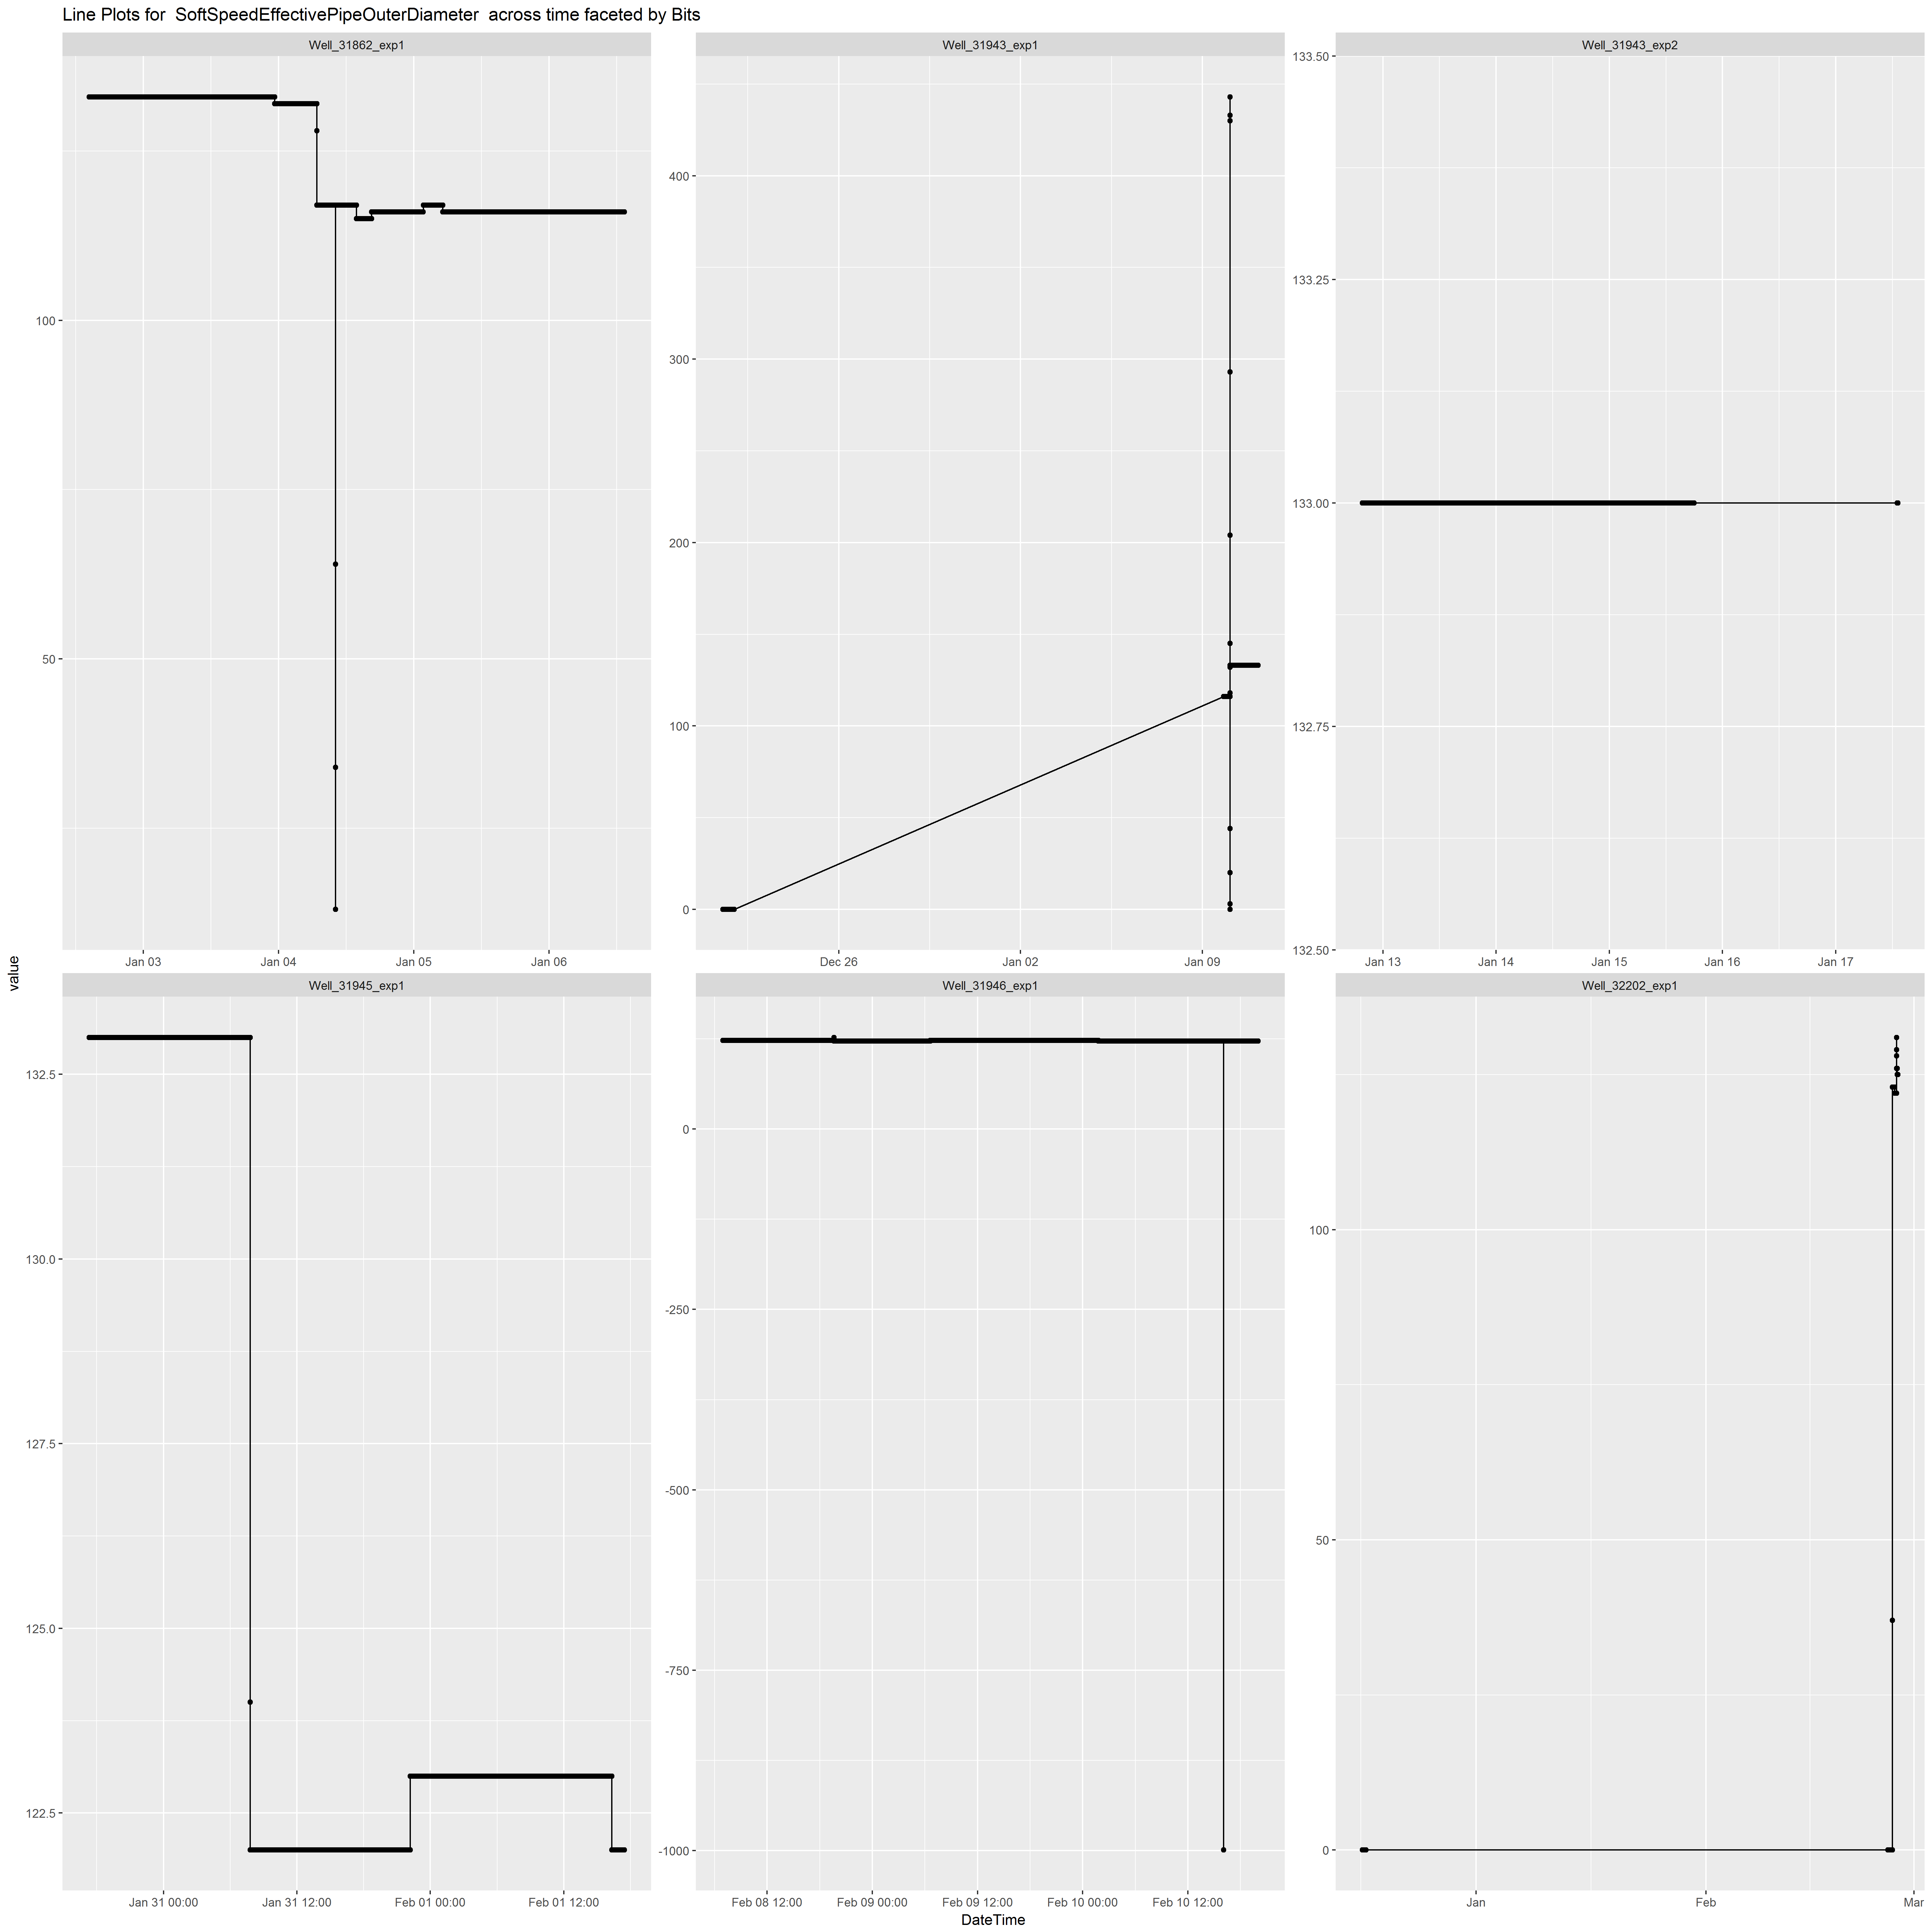 Line Plots for  SoftSpeedEffectivePipeOuterDiameter  across time faceted by Bits
Well_31862_exp1
Well_31943_exp1
Well_31943_exp2
100
50
400
300
200
100
0
133.50
133.25
133.00
132.75
132.50
Jan 03
Jan 04
Jan 05
Jan 06
Dec 26
Jan 02
Jan 09
Jan 13
Jan 14
Jan 15
Jan 16
Jan 17
value
Well_31945_exp1
Well_31946_exp1
Well_32202_exp1
132.5
130.0
127.5
125.0
122.5
0
-250
-500
-750
-1000
100
50
0
Jan 31 00:00
Jan 31 12:00
Feb 01 00:00
Feb 01 12:00
Feb 08 12:00
Feb 09 00:00
Feb 09 12:00
Feb 10 00:00
Feb 10 12:00
Jan
Feb
Mar
DateTime